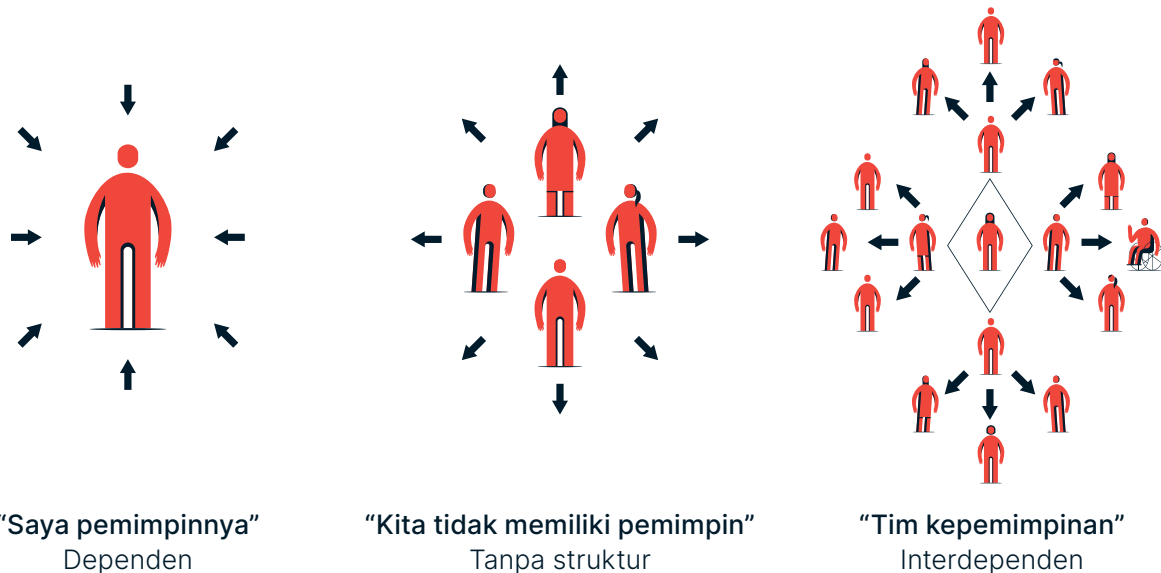 “Saya pemimpinnya”
Dependen
“Kita tidak memiliki pemimpin”
Tanpa struktur
“Tim kepemimpinan”
Interdependen